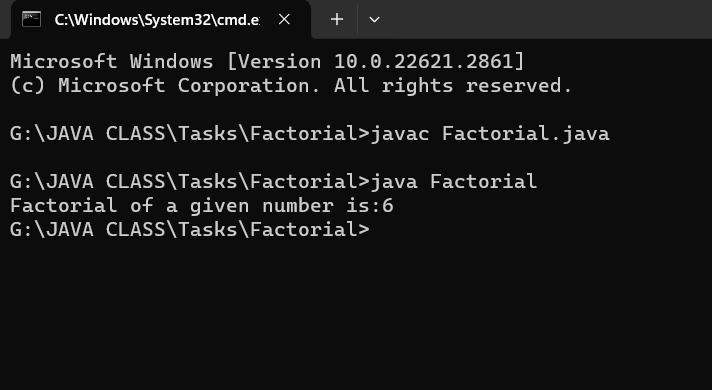 C:\Windows\System32\cmd.e
Microsoft Windows [Version 10.0.22621.2861]
(c) Microsoft Corporation. All rights reserved.
G:\JAVA CLASS\Tasks\Factorial>javac Factorial.java
G:\JAVA CLASS\Tasks\Factorial>java Factorial
Factorial of a given number is:6
G:\JAVA CLASS\Tasks\Factorial>